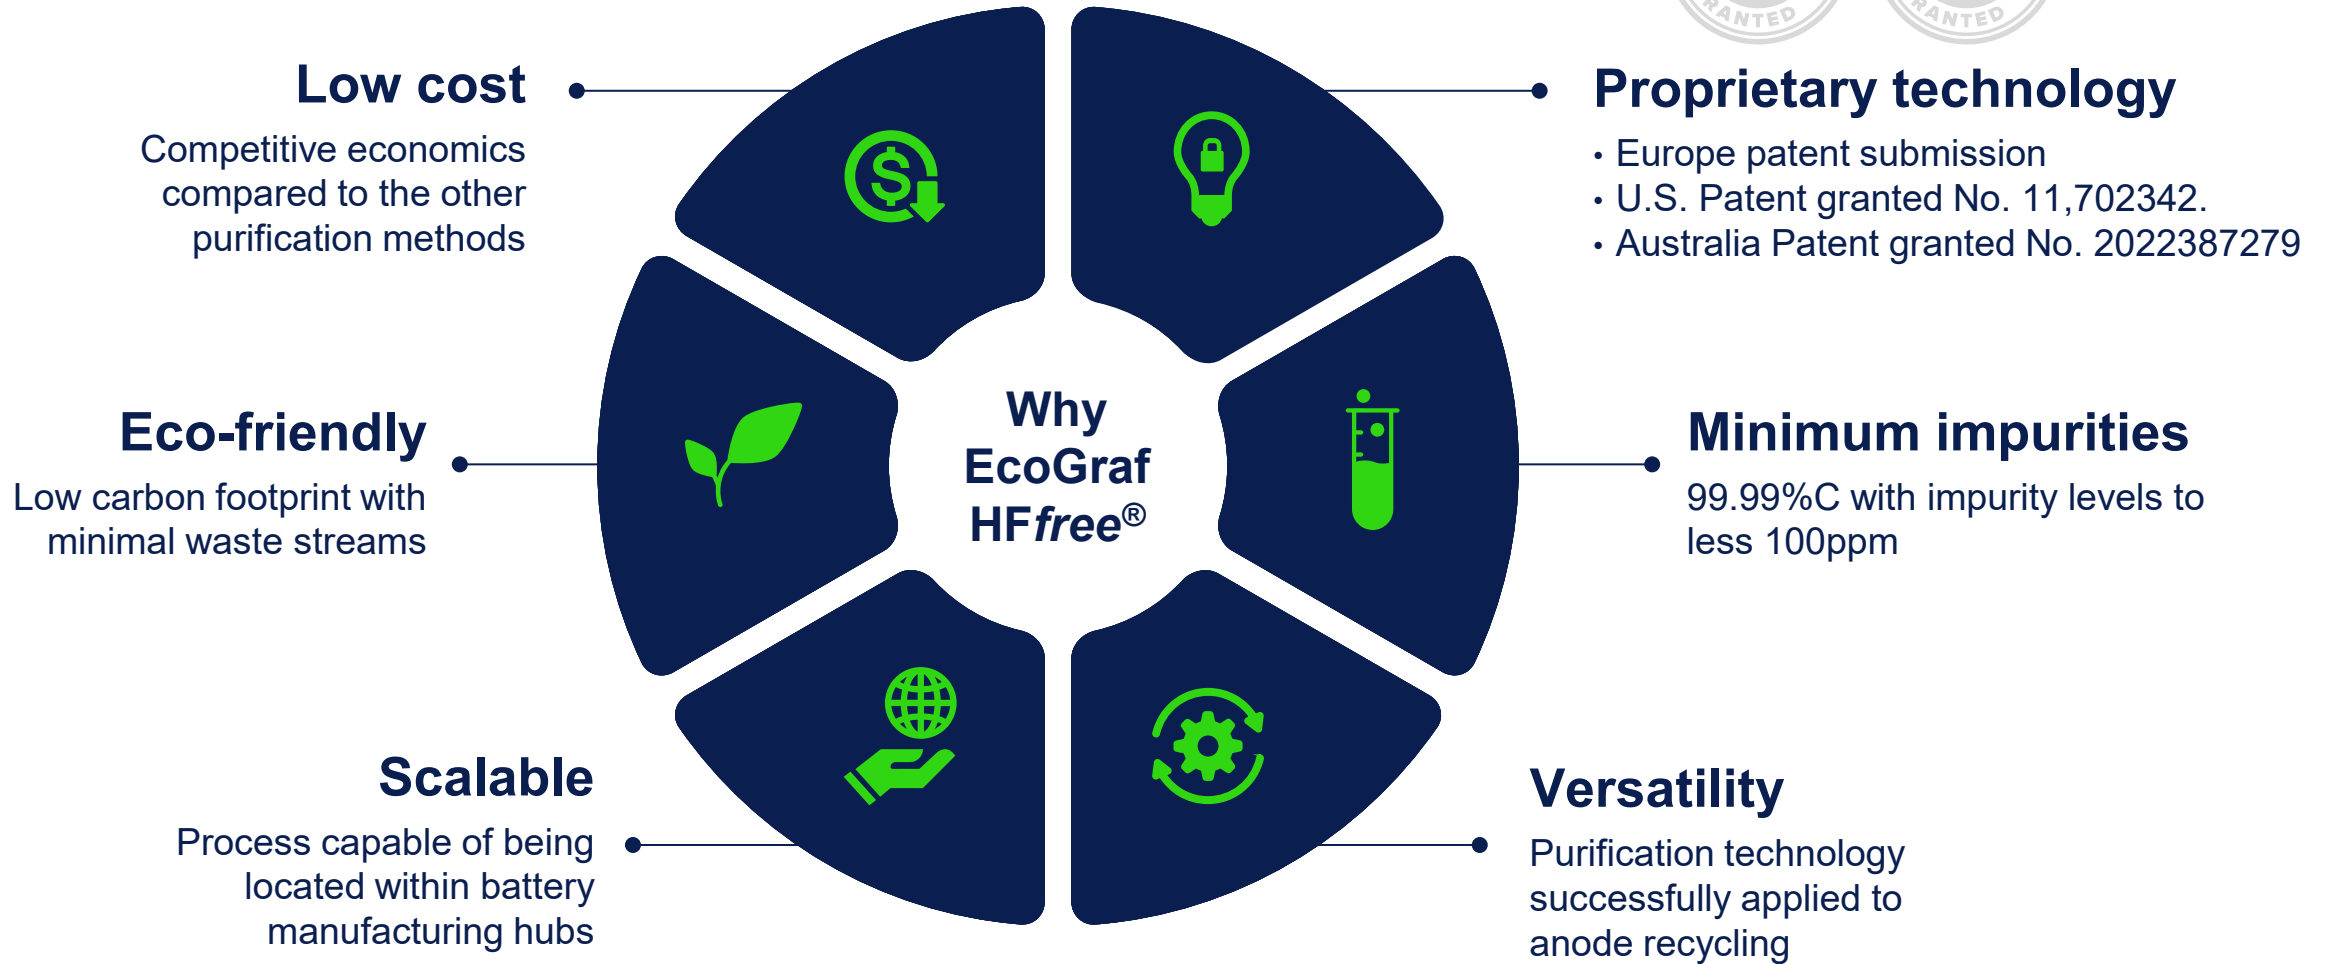 RANTED
RANTED
Low cost
Competitive economics
compared to the other
purification methods
Proprietary technology
• Europe patent submission
• U.S. Patent granted No. 11,702342.
• Australia Patent granted No. 2022387279
Eco-friendly
Low carbon footprint with
minimal waste streams
Why
EcoGraf
HFfree®
Minimum impurities
99.99%C with impurity levels to
less 100ppm
Scalable
Process capable of being
located within battery
manufacturing hubs
Versatility
Purification technology
successfully applied to
anode recycling